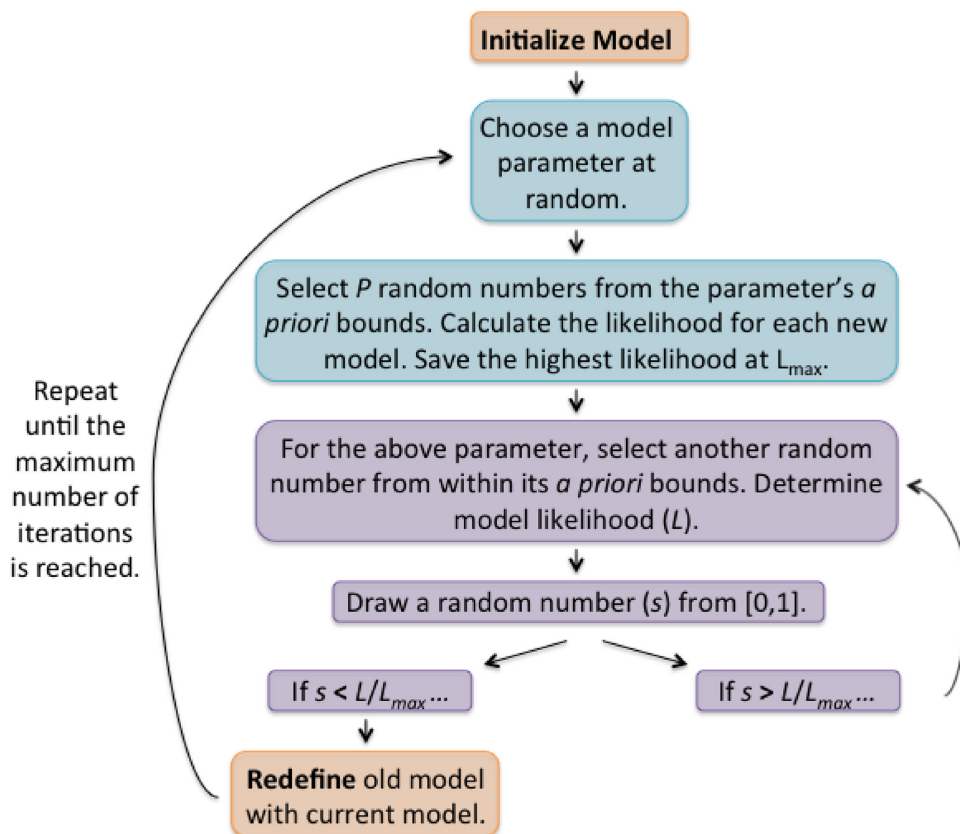 Initialize Model
Choose a model
parameter at
random.
Select P random numbers from the parameter's a
priori bounds. Calculate the likelihood for each new
model. Save the highest likelihood at Lmax.
Repeat
until the
maximum
number of
iterations
is reached.
For the above parameter, select another random
number from within its a priori bounds. Determine
model likelihood (L).
Draw a random number (s) from [0,1].
If s < L/Lmax...
If s > L/Lmax...
Redefine old model
with current model.